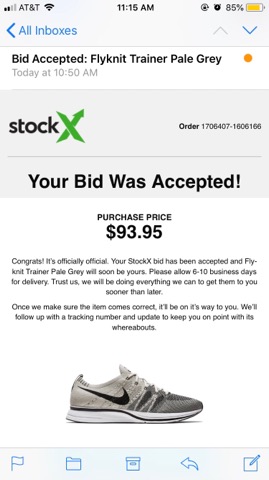 AT&T 11:15 AM 85%
All Inboxes
Bid Accepted: Flyknit Trainer Pale Grey
Today at 10:50 AM
stockX
Order 1706407-1606166
Your Bid Was Accepted!
PURCHASE PRICE
$93.95
Congrats! It's officially official. Your StockX bid has been accepted and Fly-
knit Trainer Pale Grey will soon be yours. Please allow 6-10 business days
for delivery. Trust us, we will be doing everything we can to get them to you
sooner than later.
Once we make sure the item comes correct, it'll be on it's way to you. We'll
follow up with a tracking number and update to keep you on point with its
whereabouts.